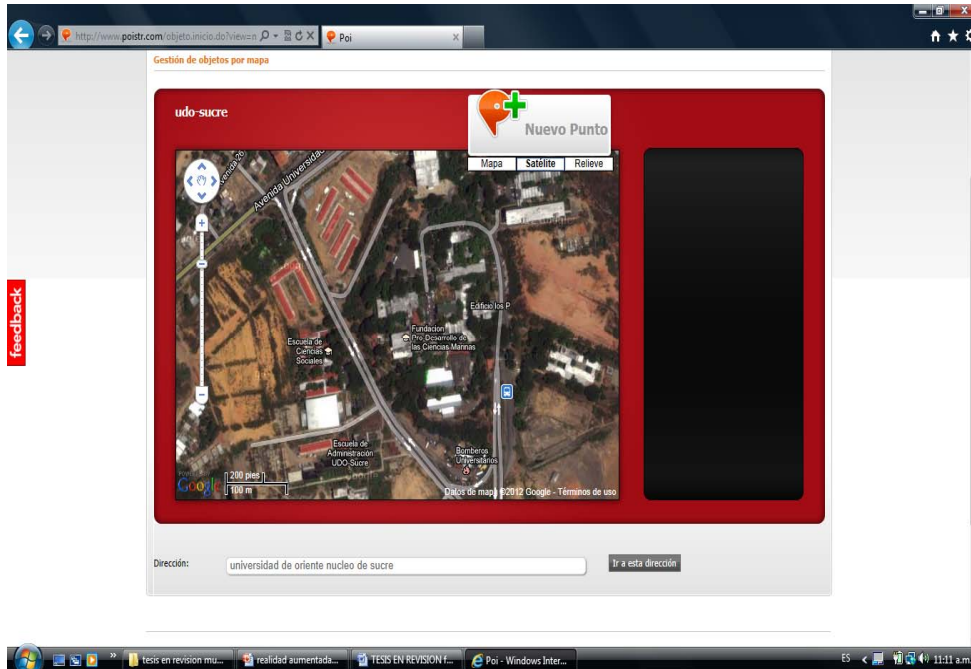 http://www.poistr.com/objeto.inicio.do?view=n
Poi
Gestión de objetos por mapa
udo-sucre
Nuevo Punto
Mapa
Satélite
Relieve
Avenida 26
Avenida Universidad
Edificio los P
Fundacion
Pro Desarrollo de
las Ciencias Marinas
Escuela de
Ciencias
Sociales
Escuela de
Administración
UDO-Sucre
Bomberos
Universitarios
200 pies
100 m
Google
Datos de mapa ©2012 Google - Términos de uso
feedback
Dirección:
universidad de oriente nucleo de sucre
Ir a esta dirección
tesis en revision mu...
realidad aumentada...
TESIS EN REVISION f...
Poi - Windows Inter...
ES
11:11 a.m.